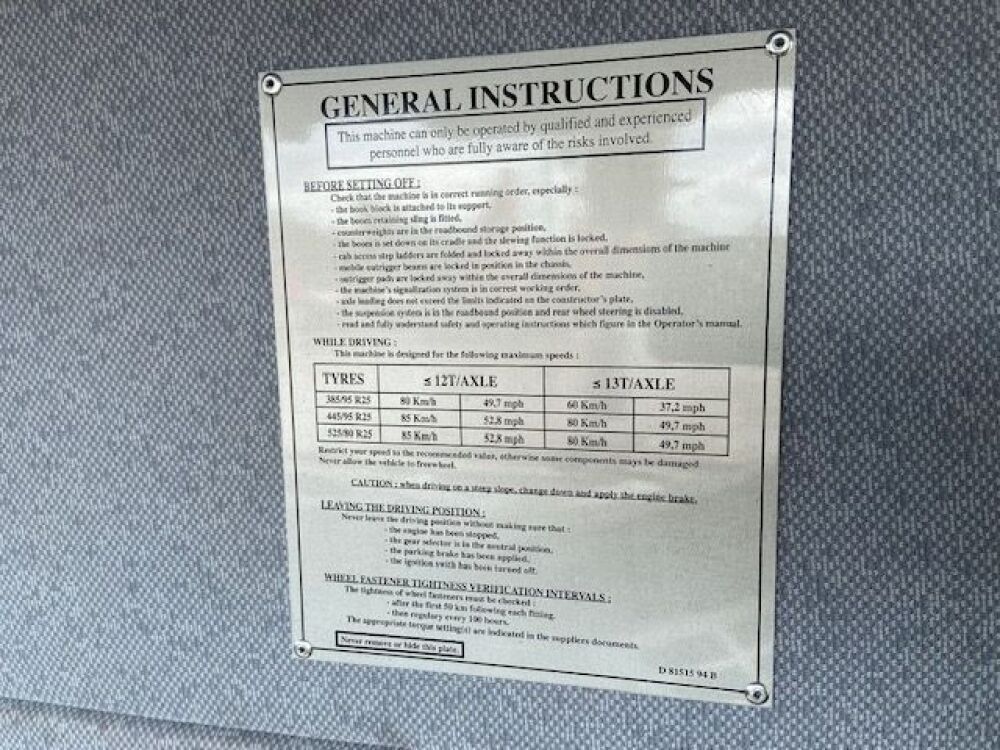 GENERAL INSTRUCTIONS
This machine can only be operated by qualified and experienced
personnel who are fully aware of the risks involved.
BEFORE SETTING OFF :
Check that the machine is in correct running order, especially :
- the hook block is attached to its support,
- the boom retaining sling is fitted,
- counterweights are in the roadbound storage position,
- the boom is set down on its cradle and the slewing function is locked,
- cab access step ladders are folded and locked away within the overall dimensions of the machine
- mobile outrigger beams are locked in position in the chassis,
- outrigger pads are locked away within the overall dimensions of the machine,
- the machine's signalization system is in correct working order,
- axle loading does not exceed the limits indicated on the constructor's plate,
- the suspension system is in the roadbound position and rear wheel steering is disabled,
- read and fully understand safety and operating instructions which figure in the Operator's manual.
WHILE DRIVING :
This machine is designed for the following maximum speeds :
TYRES ≤ 12T/AXLE ≤ 13T/AXLE
385/95 R25 80 Km/h 49,7 mph 60 Km/h 37,2 mph
445/95 R25 85 Km/h 52,8 mph 80 Km/h 49,7 mph
525/80 R25 85 Km/h 52,8 mph 80 Km/h 49,7 mph
Restrict your speed to the recommended value, otherwise some components mays be damaged
Never allow the vehicle to freewheel.
CAUTION : when driving on a steep slope, change down and apply the engine brake.
LEAVING THE DRIVING POSITION :
Never leave the driving position without making sure that :
- the engine has been stopped,
- the gear selector is in the neutral position,
- the parking brake has been applied,
- the ignition swith has been turned off.
WHEEL FASTENER TIGHTNESS VERIFICATION INTERVALS :
The tightness of wheel fasteners must be checked :
- after the first 50 km following each fitting,
- then regulary every 100 hours.
The appropriate torque setting(s) are indicated in the suppliers documents.
Never remove or hide this plate.
D 81515 94 B